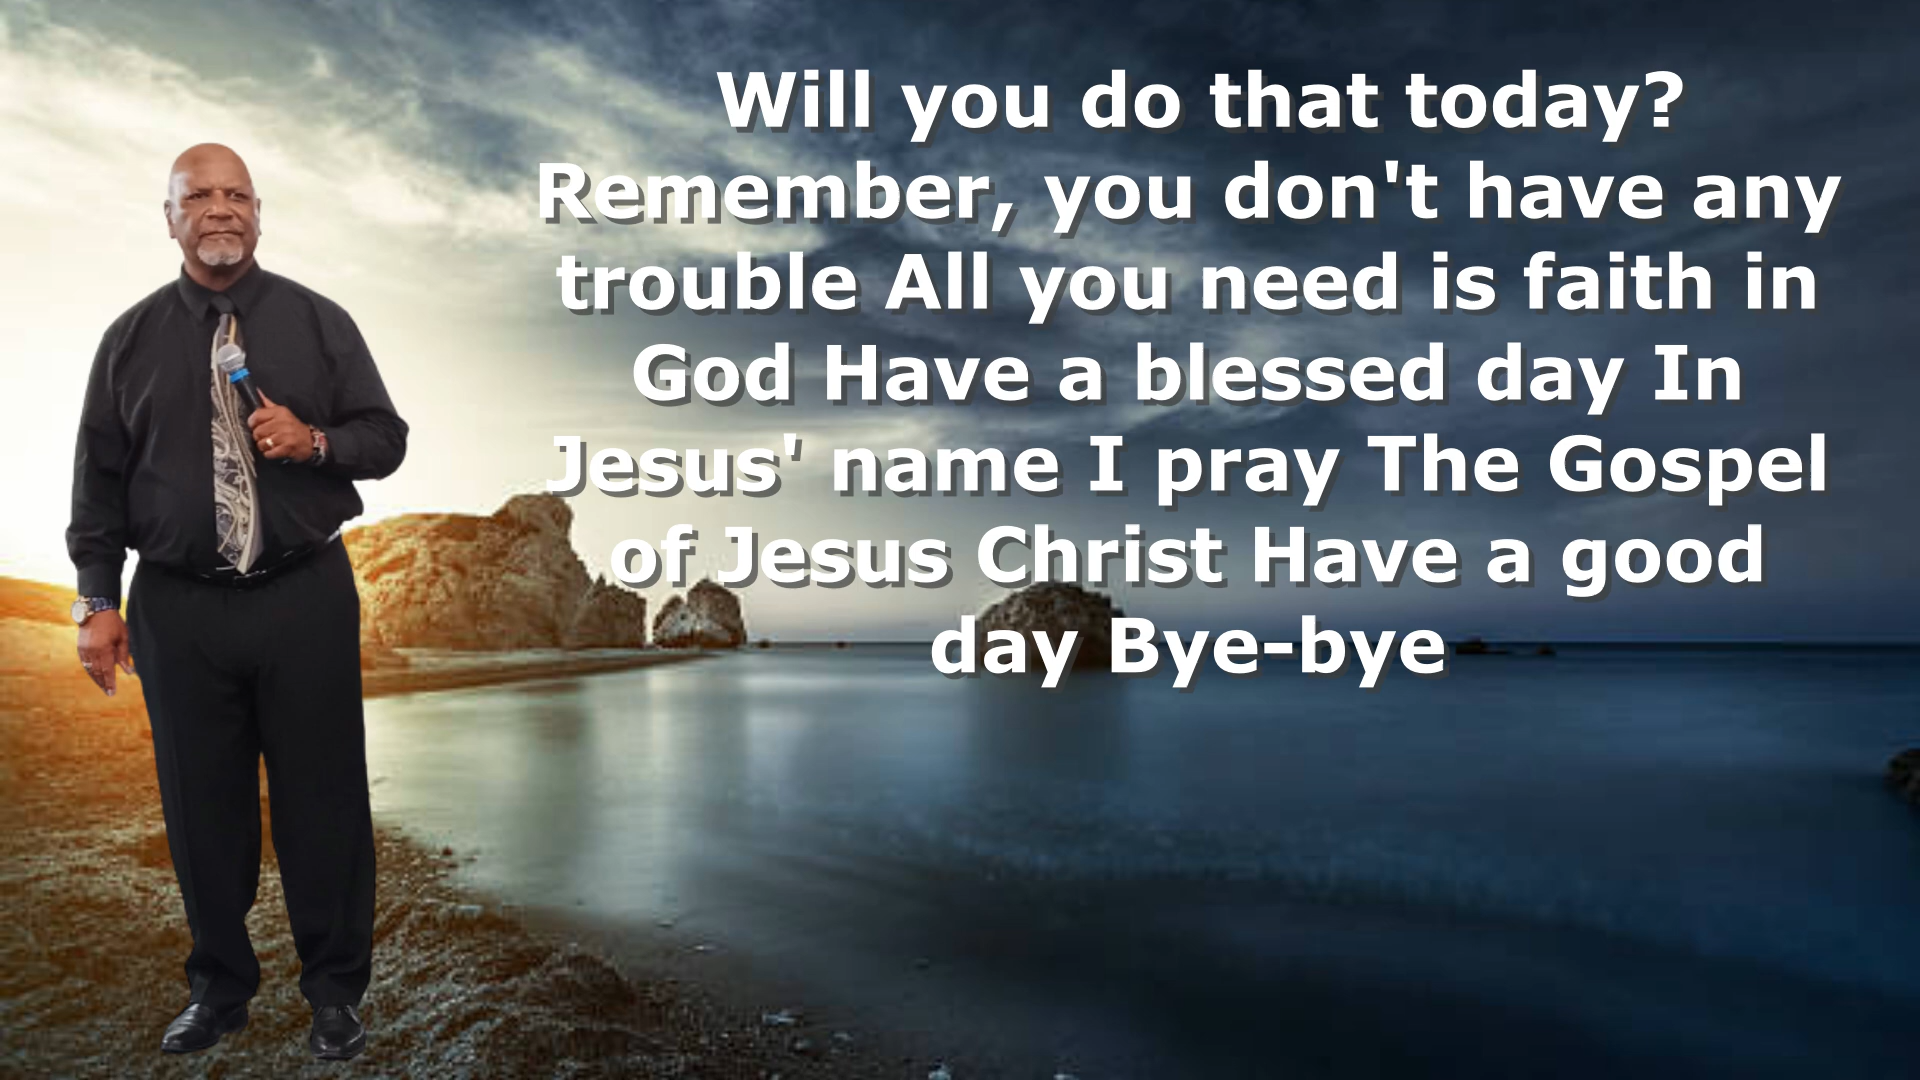 Will you do that today?
Remember, you don't have any
trouble All you need is faith in
God Have a blessed day In
Jesus' name I pray The Gospel
of Jesus Christ Have a good
day Bye-bye